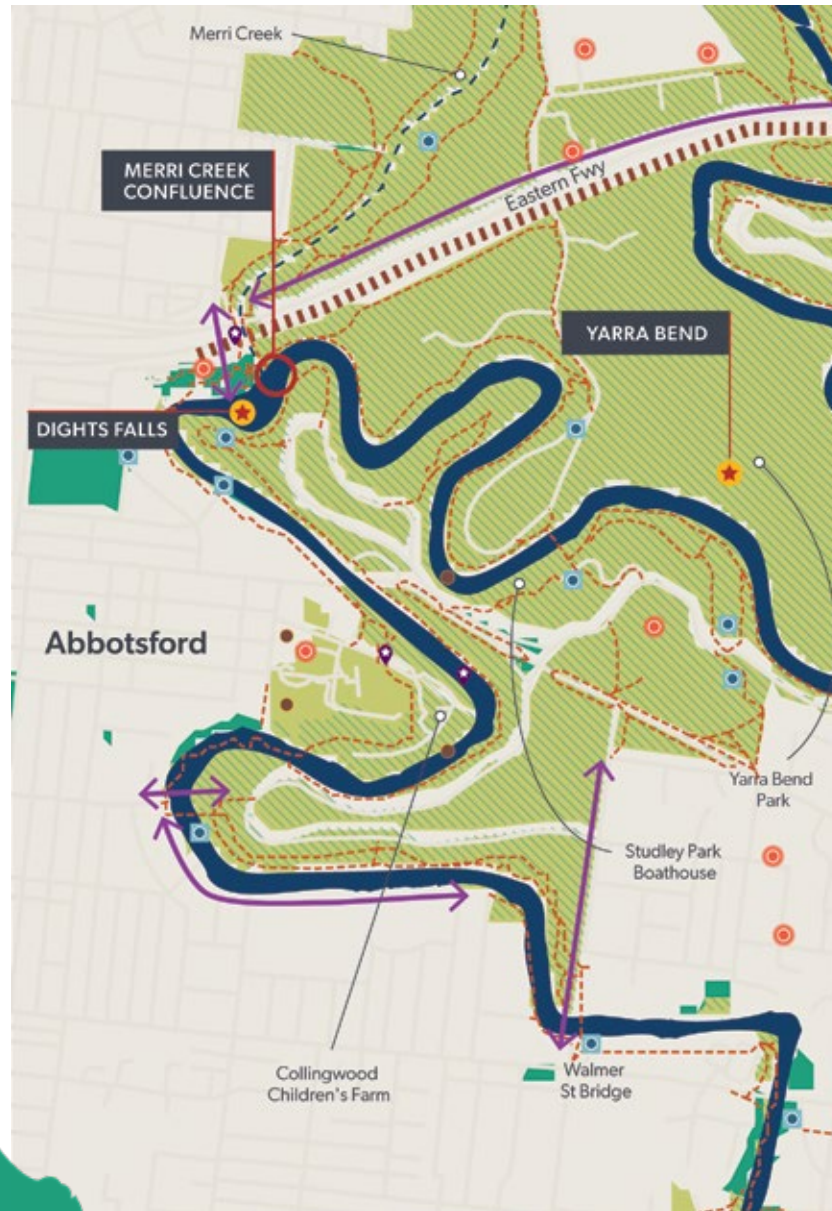 Merri Creek
MERRI CREEK
CONFLUENCE
Eastern Fwy
YARRA BEND
DIGHTS FALLS
Abbotsford
Yarra Bend
Park
Studley Park
Boathouse
Collingwood
Children's Farm
Walmer
St Bridge